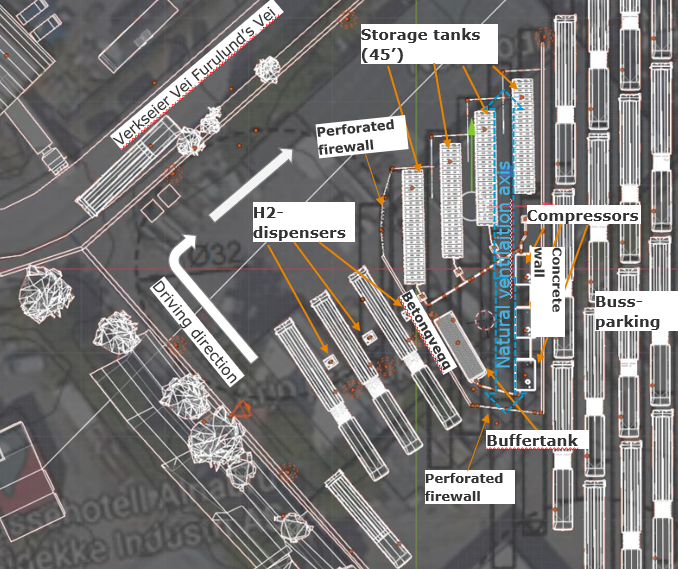 Verkseier Vei Furulund's Vei
Storage tanks
(45')
Perforated
firewall
H2-
dispensers
Ø32
Driving direction
Natural ventilaition axis
Compressors
Concrete
wall
Buss-
parking
Betongvegg
Buffertank
Perforated
firewall